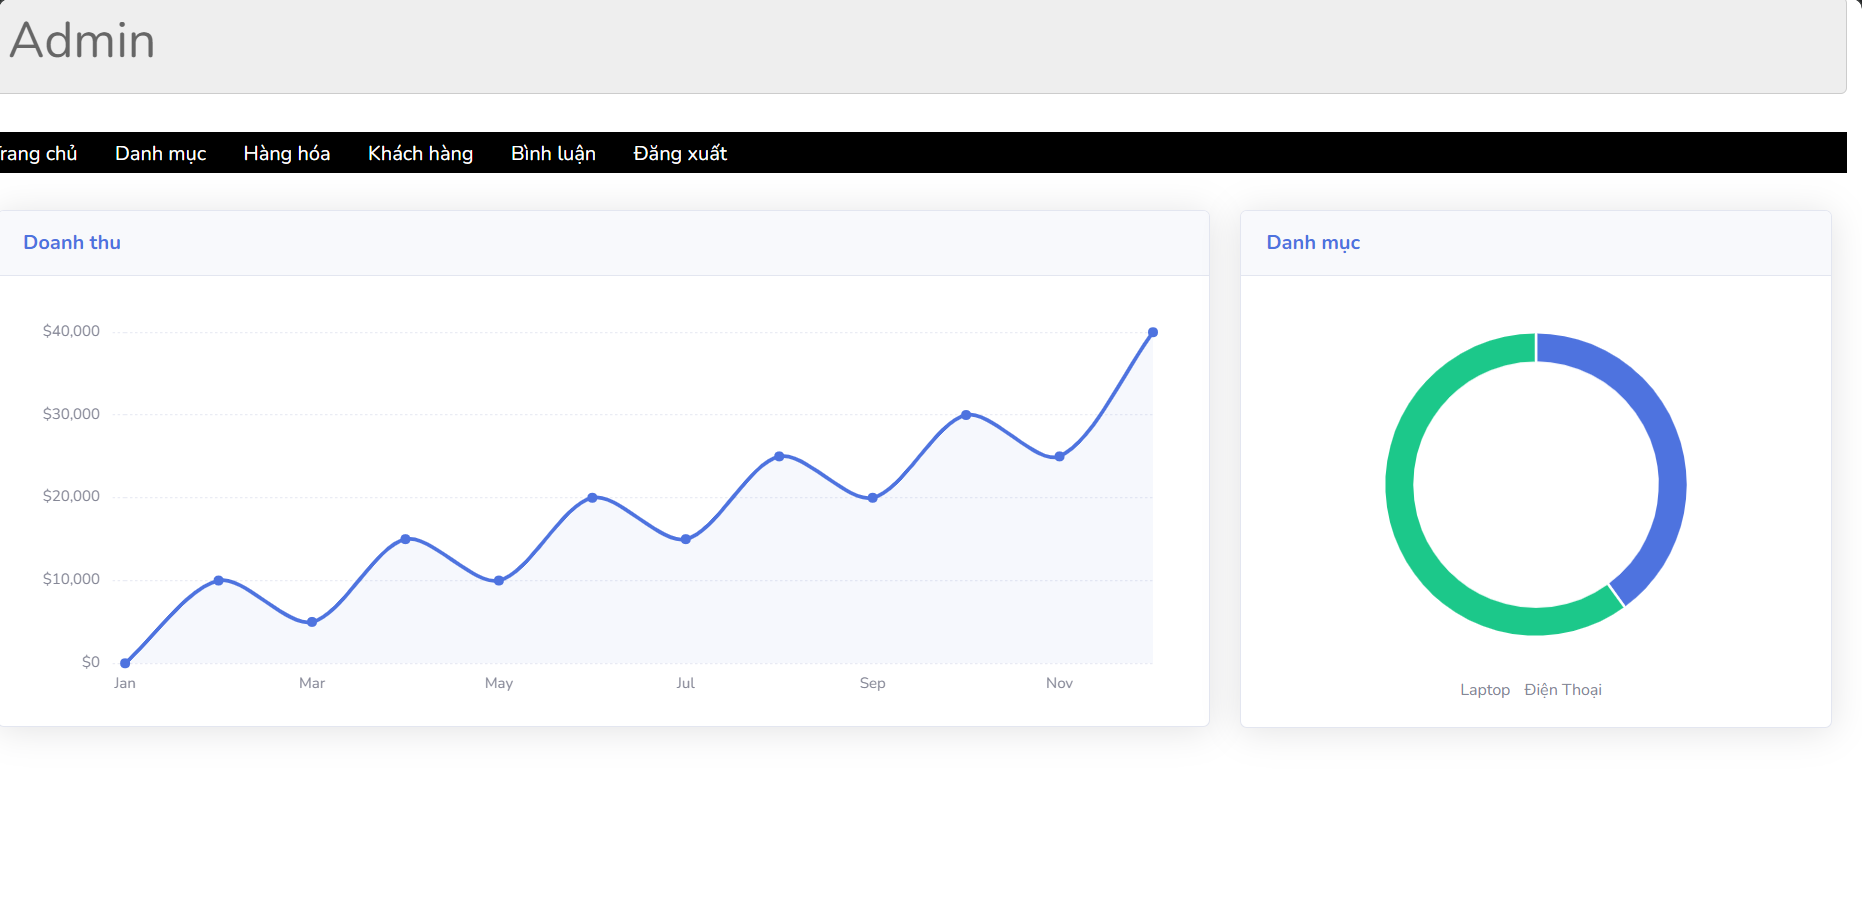 Admin
rang chủ Danh mục Hàng hóa Khách hàng Bình luận Đăng xuất
Doanh thu
$40,000
$30,000
$20,000
$10,000
$0
Jan Mar May Jul Sep Nov
Danh mục
Laptop Điện Thoại